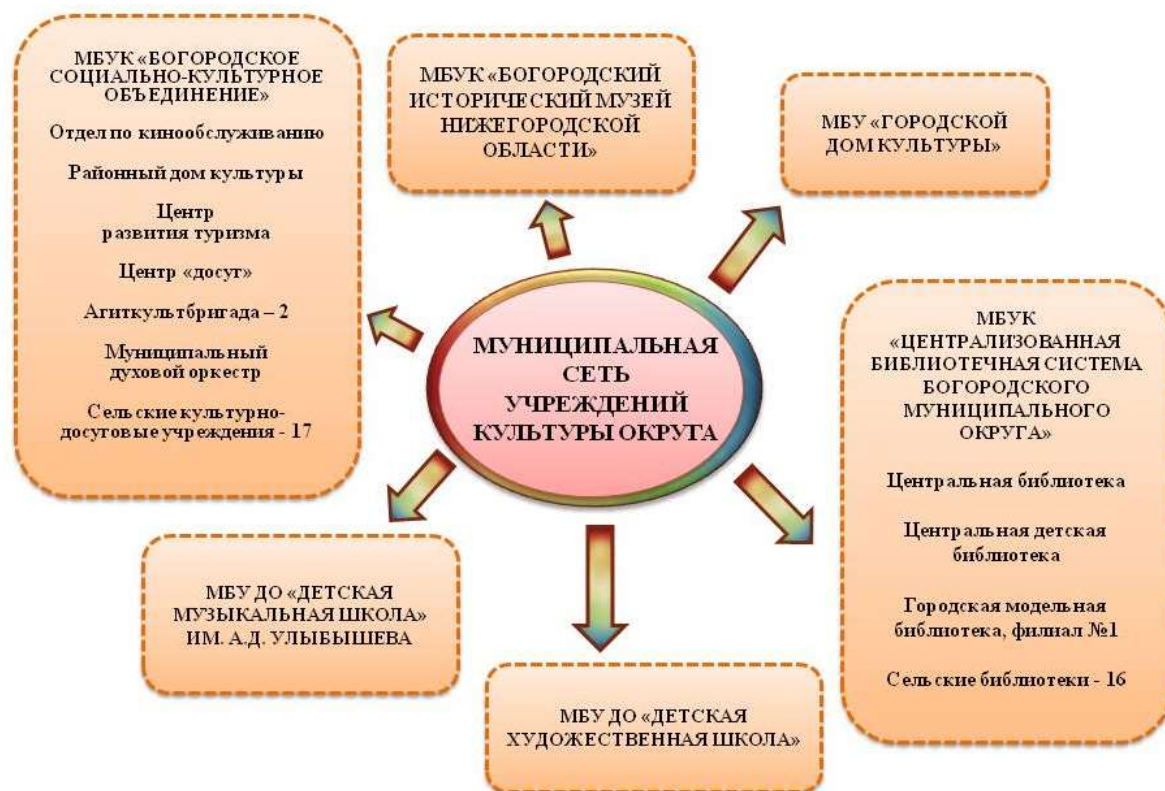 МБУК «БОГОРОДСКОЕ
СОЦИАЛЬНО-КУЛЬТУРНОЕ
ОБЪЕДИНЕНИЕ»
Отдел по кинообслуживанию
Районный дом культуры
Центр
развития туризма
Центр «досуг»
Агиткультбригада – 2
Муниципальный
духовой оркестр
Сельские культурно-
досуговые учреждения - 17
МБУК «БОГОРОДСКИЙ
ИСТОРИЧЕСКИЙ МУЗЕЙ
НИЖЕГОРОДСКОЙ
ОБЛАСТИ»
МБУ «ГОРОДСКОЙ
ДОМ КУЛЬТУРЫ»
МУНИЦИПАЛЬНАЯ
СЕТЬ
УЧРЕЖДЕНИЙ
КУЛЬТУРЫ ОКРУГА
МБУК
«ЦЕНТРАЛИЗОВАННАЯ
БИБЛИОТЕЧНАЯ СИСТЕМА
БОГОРОДСКОГО
МУНИЦИПАЛЬНОГО
ОКРУГА»
Центральная библиотека
Центральная детская
библиотека
Городская модельная
библиотека, филиал №1
Сельские библиотеки - 16
МБУ ДО «ДЕТСКАЯ
МУЗЫКАЛЬНАЯ ШКОЛА»
ИМ. А.Д. УЛЫБЫШЕВА
МБУ ДО «ДЕТСКАЯ
ХУДОЖЕСТВЕННАЯ ШКОЛА»